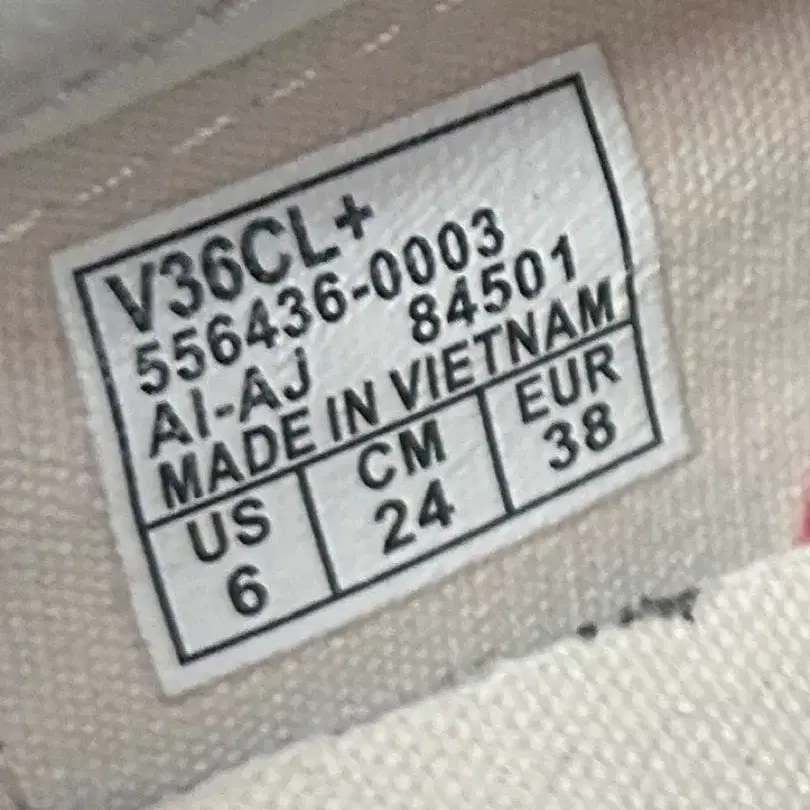 V36CL+
556436-0003
AI-AJ 84501
MADE IN VIETNAM
US CM EUR
6 24 38